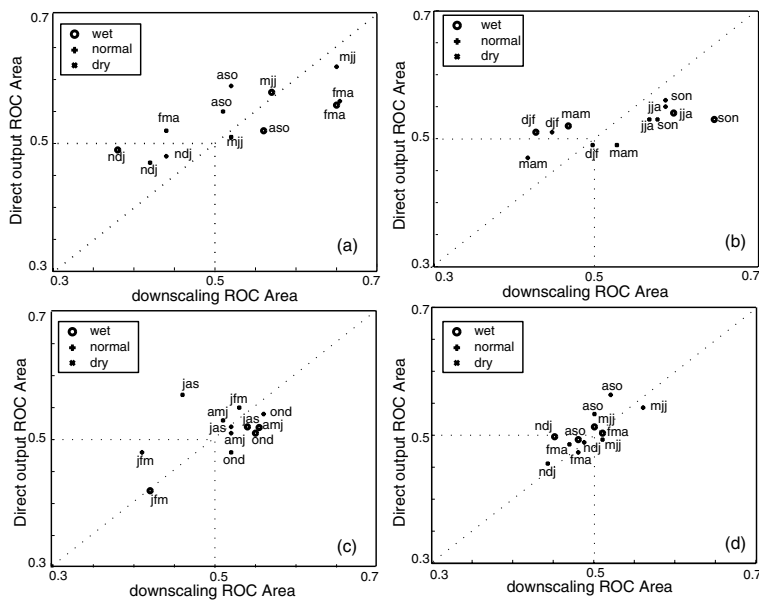 0.7
wet
normal
dry
mjj
aso
mjj
fma
aso
fma
fma
aso
mjj
ndj
ndj
ndj
0.5
0.3
Direct output ROC Area
(a)
0.3
0.5
0.7
downscaling ROC Area
0.7
wet
normal
dry
son
jja
mam
djf
djf
jja
son
jja
son
djf
mam
mam
0.5
0.3
Direct output ROC Area
(b)
0.3
0.5
0.7
downscaling ROC Area
0.7
wet
normal
dry
jas
jfm
amj
jas
jas
ond
amj
amj
ond
ond
jfm
jfm
0.5
0.3
Direct output ROC Area
(c)
0.3
0.5
0.7
downscaling ROC Area
0.7
wet
normal
dry
aso
mjj
aso
mjj
ndj
aso
fma
fma
ndj
mjj
fma
ndj
0.5
0.3
Direct output ROC Area
(d)
0.3
0.5
0.7
downscaling ROC Area